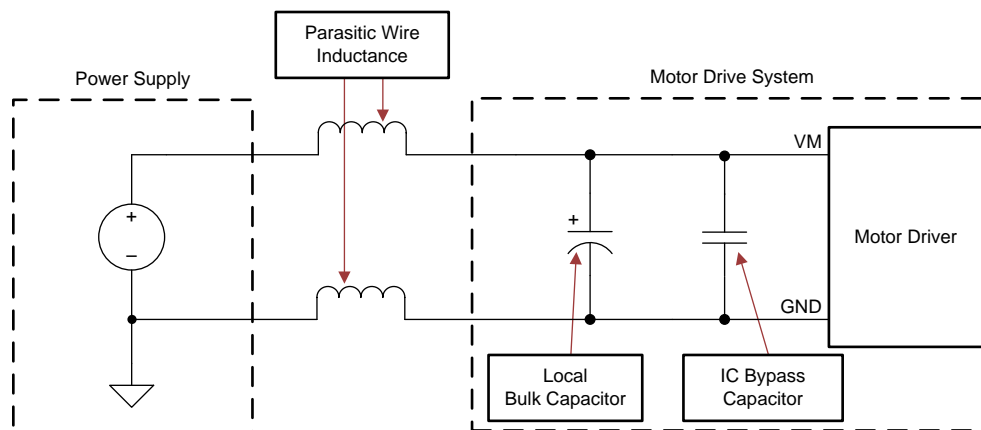 Parasitic Wire
Inductance
Power Supply
Motor Drive System
VM
+
–
+
Motor Driver
GND
Local
Bulk Capacitor
IC Bypass
Capacitor